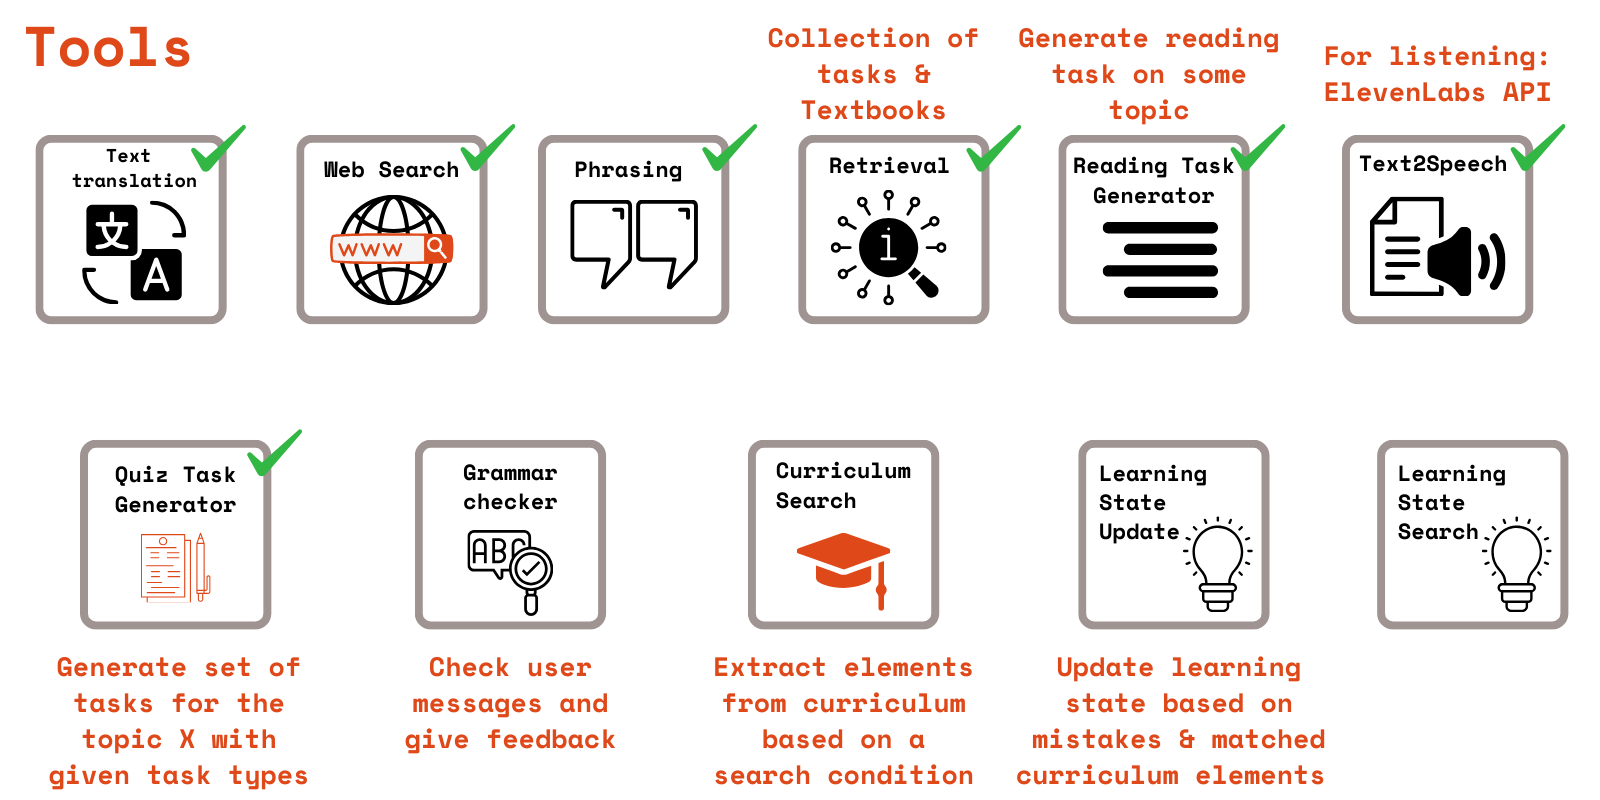 Tools
Collection of
tasks &
Textbooks
Generate reading
task on some
topic
For listening:
ElevenLabs API
Text
translation
文
A
Web Search
WWW
Phrasing
Retrieval
i
Reading Task
Generator
Text2Speech
Quiz Task
Generator
Grammar
checker
ABC
Curriculum
Search
Learning
State
Update
Learning
State
Search
Generate set of
tasks for the
topic X with
given task types
Check user
messages and
give feedback
Extract elements
from curriculum
based on a
search condition
Update learning
state based on
mistakes & matched
curriculum elements